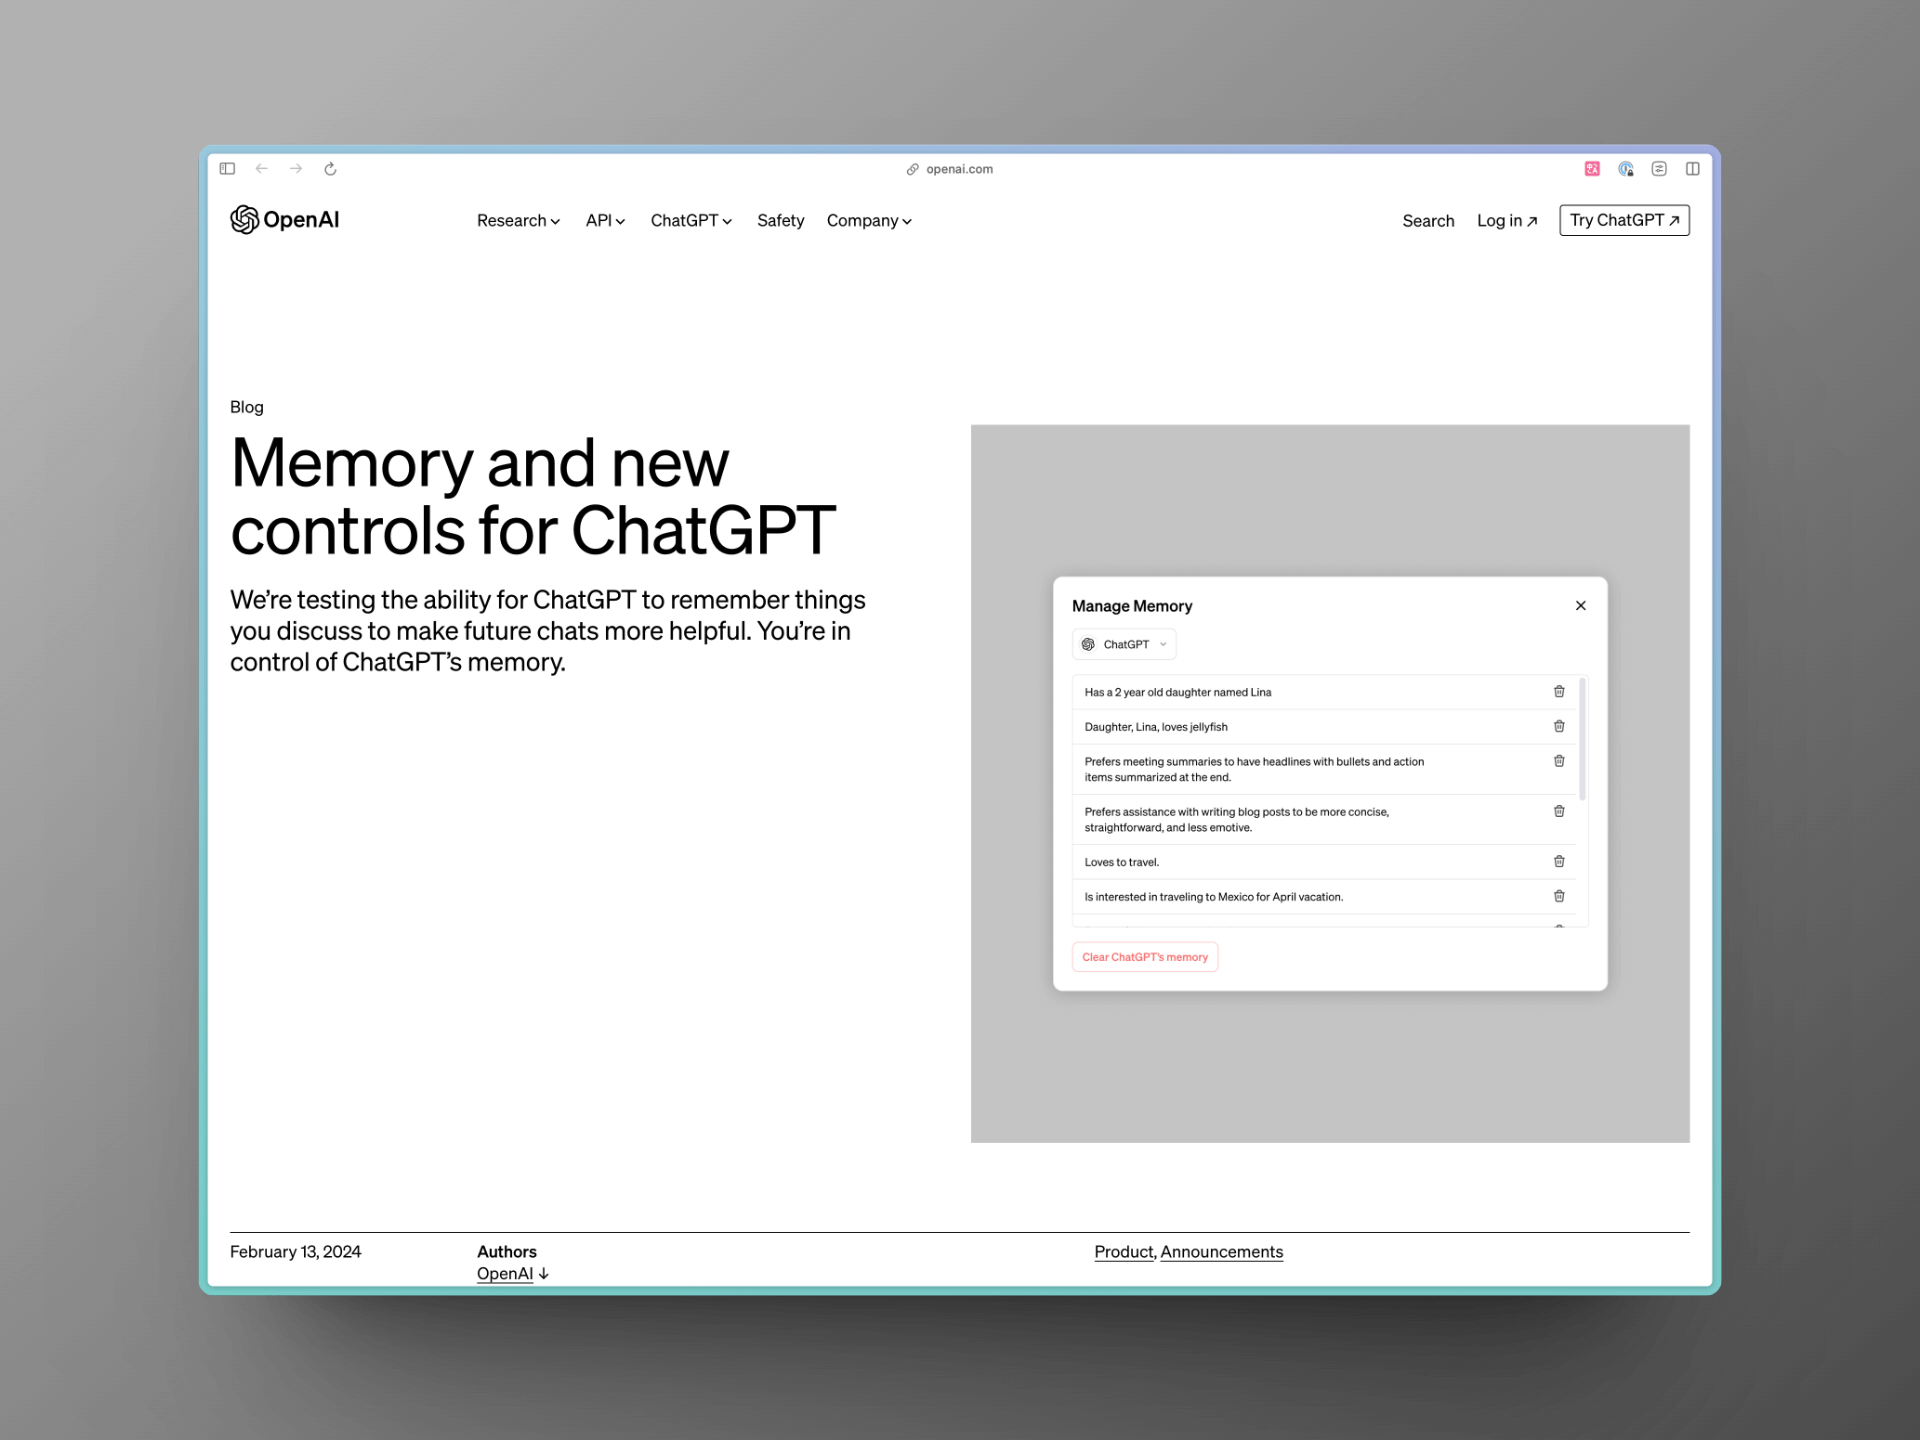 openai.com
OpenAI
Research
API
ChatGPT
Safety
Company
Search
Log in ↗
Try ChatGPT ↗
Blog
Memory and new
controls for ChatGPT
We’re testing the ability for ChatGPT to remember things
you discuss to make future chats more helpful. You’re in
control of ChatGPT’s memory.
Manage Memory
ChatGPT
Has a 2 year old daughter named Lina
Daughter, Lina, loves jellyfish
Prefers meeting summaries to have headlines with bullets and action
items summarized at the end.
Prefers assistance with writing blog posts to be more concise,
straightforward, and less emotive.
Loves to travel.
Is interested in traveling to Mexico for April vacation.
Clear ChatGPT’s memory
February 13, 2024
Authors
OpenAI ↓
Product, Announcements